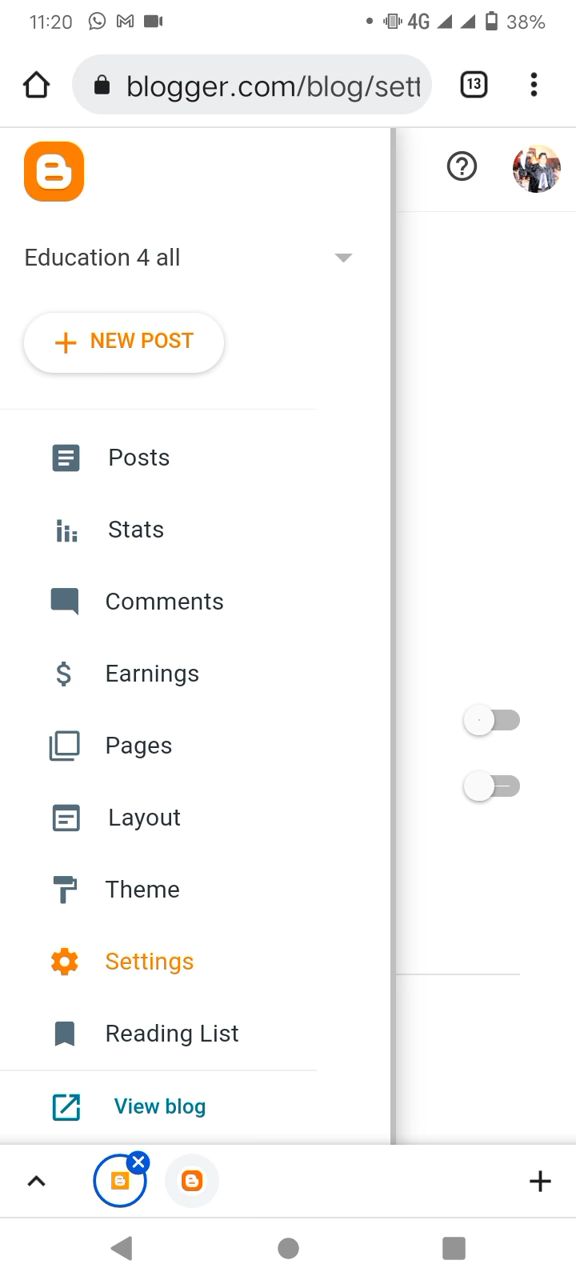 11:20 4G 38%
blogger.com/blog/sett 13
Education 4 all
NEW POST
Posts
Stats
Comments
Earnings
Pages
Layout
Theme
Settings
Reading List
View blog